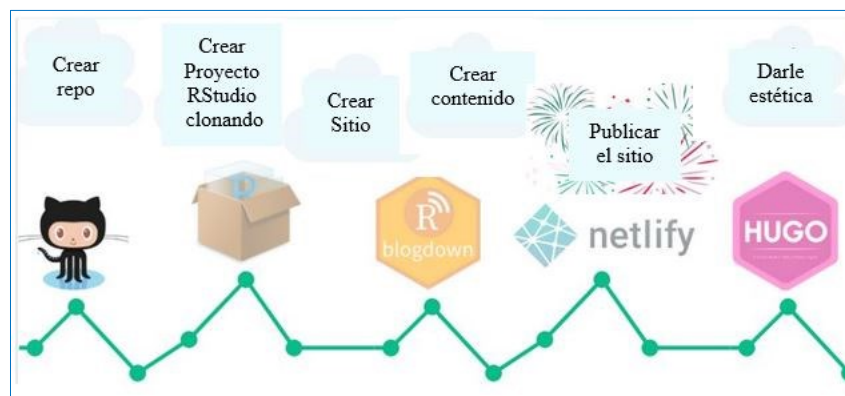 Crear
repo
Crear
Proyecto
RStudio
clonando
Crear
Sitio
Crear
contenido
Publicar
el sitio
Darle
estética
R
blogdown
netlify
HUGO